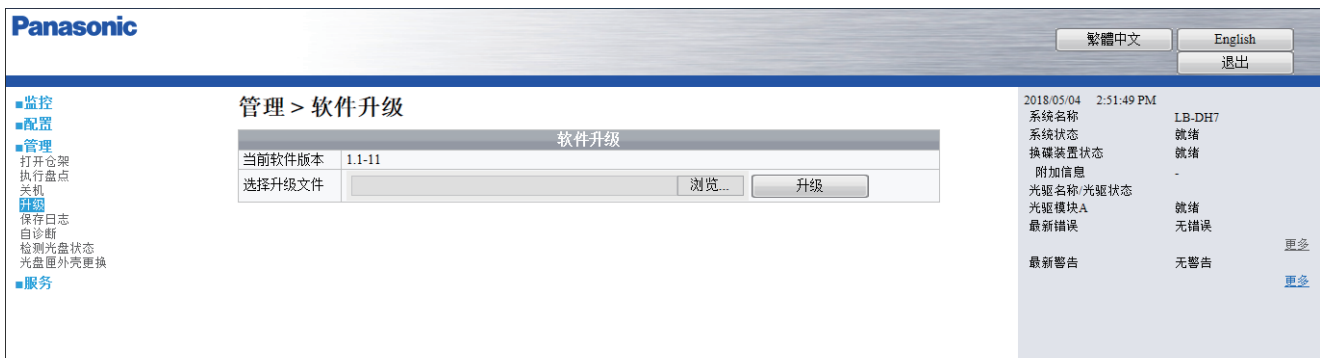 Panasonic
繁體中文 English
退出
■监控
■配置
■管理
打开仓架
执行盘点
关机
升级
保存日志
自诊断
检测光盘状态
光盘匣外壳更换
■服务
管理 > 软件升级
软件升级
当前软件版本 1.1-11
选择升级文件 浏览... 升级
2018/05/04 2:51:49 PM
系统名称 LB-DH7
系统状态 就绪
换碟装置状态 就绪
附加信息 -
光驱名称/光驱状态
光驱模块A 就绪
最新错误 无错误
更多
最新警告 无警告
更多